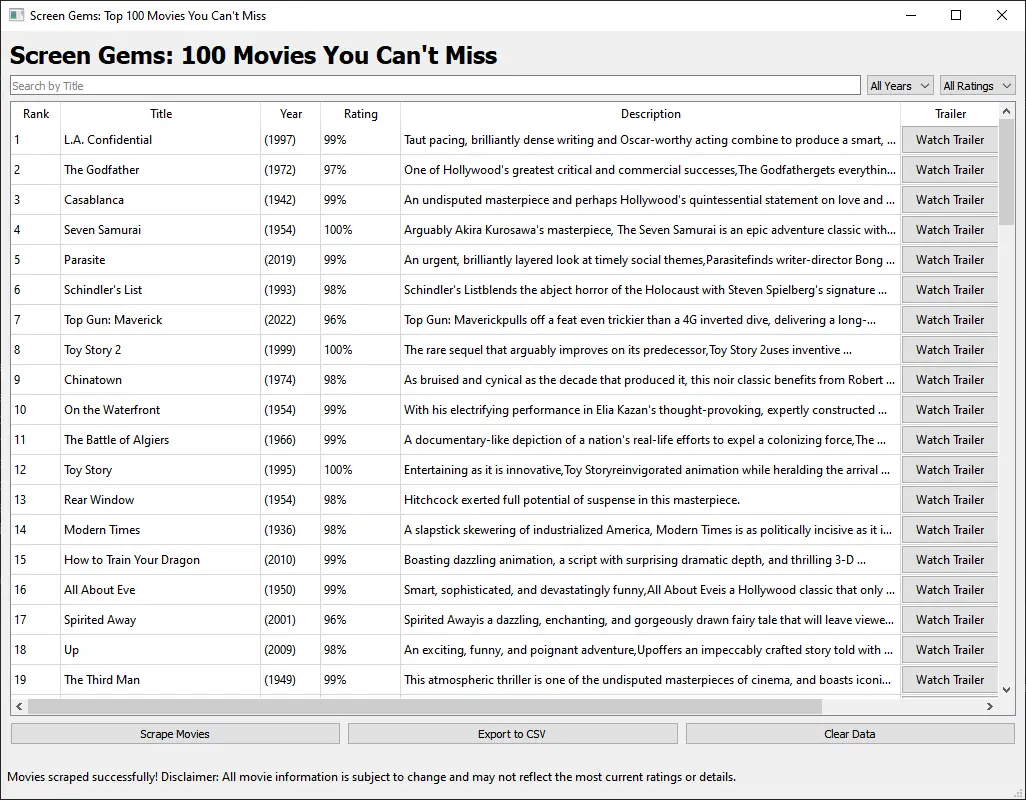 Screen Gems: Top 100 Movies You Can't Miss
Screen Gems: 100 Movies You Can't Miss
Search by Title All Years All Ratings
Rank Title Year Rating Description Trailer
1 L.A. Confidential (1997) 99% Taut pacing, brilliantly dense writing and Oscar-worthy acting combine to produce a smart, ... Watch Trailer
2 The Godfather (1972) 97% One of Hollywood's greatest critical and commercial successes,The Godfathergets everythin... Watch Trailer
3 Casablanca (1942) 99% An undisputed masterpiece and perhaps Hollywood's quintessential statement on love and ... Watch Trailer
4 Seven Samurai (1954) 100% Arguably Akira Kurosawa's masterpiece, The Seven Samurai is an epic adventure classic with... Watch Trailer
5 Parasite (2019) 99% An urgent, brilliantly layered look at timely social themes,Parasitefinds writer-director Bong ... Watch Trailer
6 Schindler's List (1993) 98% Schindler's Listblends the abject horror of the Holocaust with Steven Spielberg's signature ... Watch Trailer
7 Top Gun: Maverick (2022) 96% Top Gun: Maverickpulls off a feat even trickier than a 4G inverted dive, delivering a long-... Watch Trailer
8 Toy Story 2 (1999) 100% The rare sequel that arguably improves on its predecessor,Toy Story 2uses inventive ... Watch Trailer
9 Chinatown (1974) 98% As bruised and cynical as the decade that produced it, this noir classic benefits from Robert ... Watch Trailer
10 On the Waterfront (1954) 99% With his electrifying performance in Elia Kazan's thought-provoking, expertly constructed ... Watch Trailer
11 The Battle of Algiers (1966) 99% A documentary-like depiction of a nation's real-life efforts to expel a colonizing force,The ... Watch Trailer
12 Toy Story (1995) 100% Entertaining as it is innovative,Toy Storyreinvigorated animation while heralding the arrival ... Watch Trailer
13 Rear Window (1954) 98% Hitchcock exerted full potential of suspense in this masterpiece. Watch Trailer
14 Modern Times (1936) 98% A slapstick skewering of industrialized America, Modern Times is as politically incisive as it i... Watch Trailer
15 How to Train Your Dragon (2010) 99% Boasting dazzling animation, a script with surprising dramatic depth, and thrilling 3-D ... Watch Trailer
16 All About Eve (1950) 99% Smart, sophisticated, and devastatingly funny,All About Eveis a Hollywood classic that only ... Watch Trailer
17 Spirited Away (2001) 96% Spirited Awayis a dazzling, enchanting, and gorgeously drawn fairy tale that will leave viewe... Watch Trailer
18 Up (2009) 98% An exciting, funny, and poignant adventure,Upoffers an impeccably crafted story told with ... Watch Trailer
19 The Third Man (1949) 99% This atmospheric thriller is one of the undisputed masterpieces of cinema, and boasts iconi... Watch Trailer
Scrape Movies Export to CSV Clear Data
Movies scraped successfully! Disclaimer: All movie information is subject to change and may not reflect the most current ratings or details.